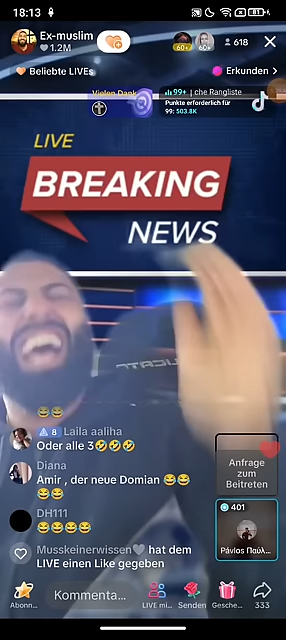 18:13
81
Ex-muslim
1.2M
60+
60+
618
Beliebte LIVEs
Erkunden
Vielen Dank
99+ | che Rangliste
Punkte erforderlich für
99: 503.8K
LIVE
BREAKING
NEWS
😂😂
8 Laila aaliha
Oder alle 3🤣🤣🤣
Diana
Amir , der neue Domian 😂😂
😂😂
DH111
😂😂😂😂
Musskeinerwissen🩶 hat dem
LIVE einen Like gegeben
Anfrage
zum
Beitreten
401
Pávlos Παύλ...
Abonn...
Kommenta...
LIVE mi...
Senden
Gesche...
333